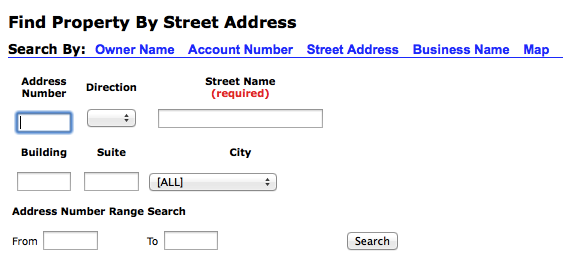 Find Property By Street Address
Search By: Owner Name Account Number Street Address Business Name Map
Address Number Direction Street Name (required)
Building Suite City
[ALL]
Address Number Range Search
From To Search